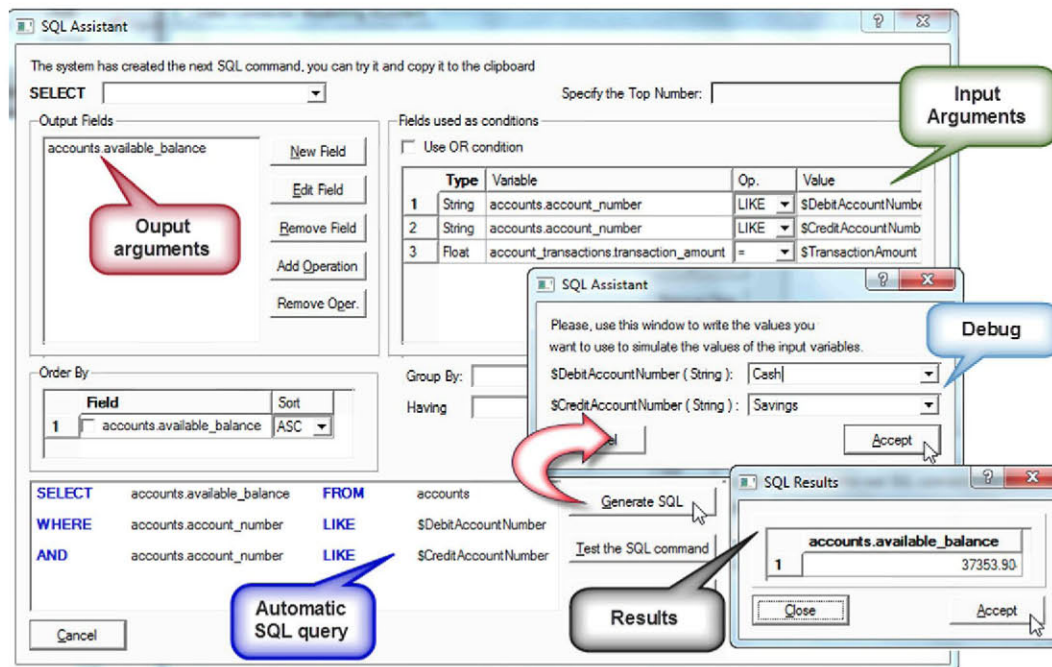 SQL Assistant
The system has created the next SQL command, you can try it and copy it to the clipboard
SELECT
Specify the Top Number:
Input
Arguments
Output Fields
accounts.available_balance
Ouput
arguments
New Field
Edit Field
Remove Field
Add Operation
Remove Oper.
Fields used as conditions
Use OR condition
Type Variable Op. Value
1 String accounts.account_number LIKE $DebitAccountNumbe
2 String accounts.account_number LIKE $CreditAccountNumb
3 Float account_transactions.transaction_amount = $TransactionAmount
SQL Assistant
Please, use this window to write the values you
want to use to simulate the values of the input variables.
$DebitAccountNumber ( String ): Cash
$CreditAccountNumber ( String ): Savings
Accept
Debug
Order By
Field Sort
1 accounts.available_balance ASC
Group By:
Having
SELECT accounts.available_balance FROM accounts
WHERE accounts.account_number LIKE $DebitAccountNumber
AND accounts.account_number LIKE $CreditAccountNumber
Automatic
SQL query
Generate SQL
Test the SQL command
Results
SQL Results
accounts.available_balance
1 37353.90
Close
Accept
Cancel